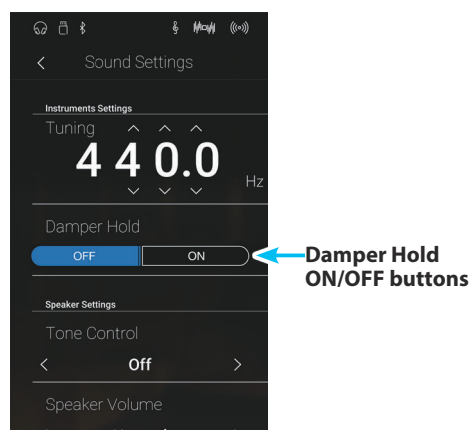 Sound Settings
Instruments Settings
Tuning
440.0 Hz
Damper Hold
OFF ON
Damper Hold
ON/OFF buttons
Speaker Settings
Tone Control
Off
Speaker Volume